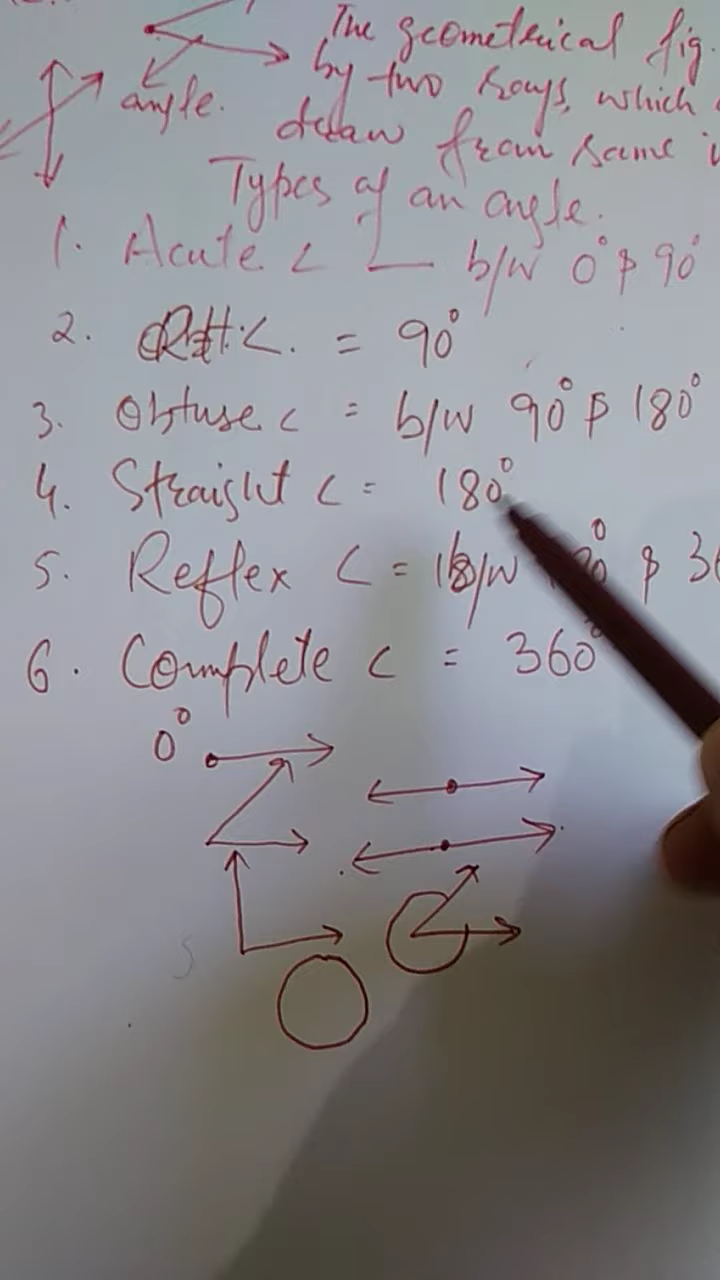 The geometrical fig.
by two rays, which
angle.
draw from same
Types of an angle.
1. Acute < b/w 0° & 90°
2. < = 90°
3. Obtuse < = b/w 90° & 180°
4. Straight < = 180°
5. Reflex < = b/w &
6. Complete < = 360°
0°